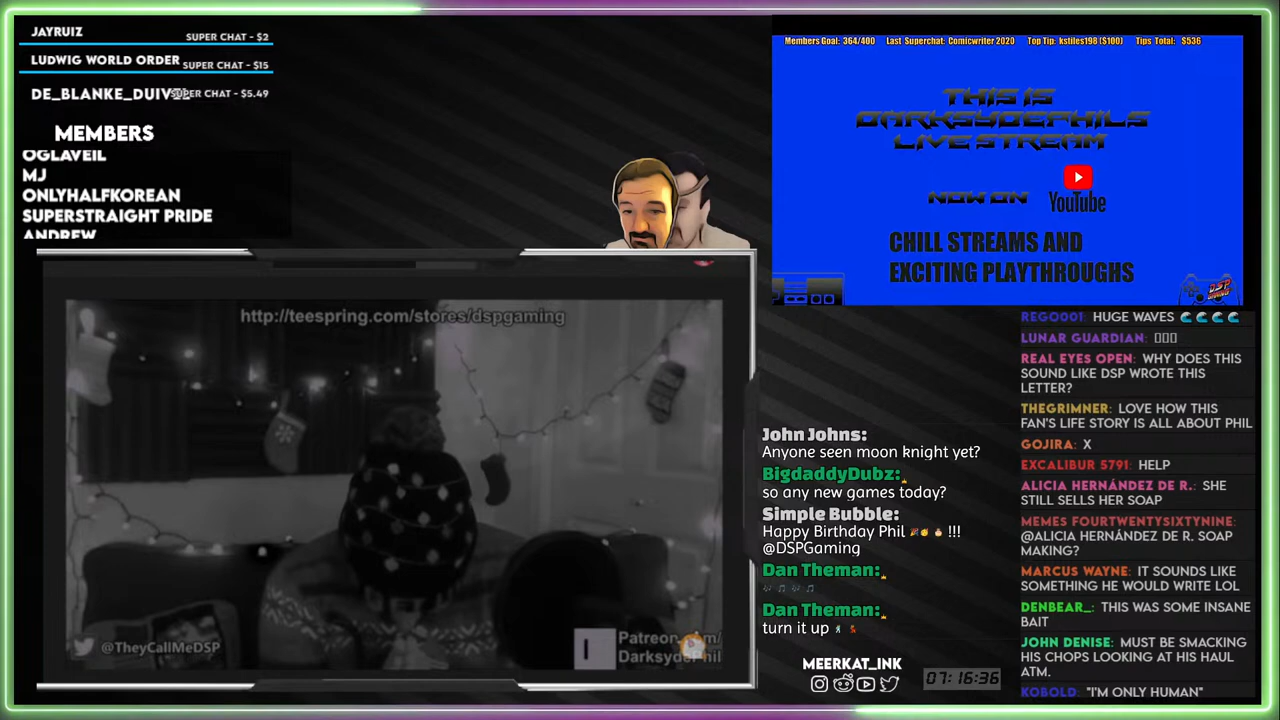 JAYRUIZ
SUPER CHAT - $2
LUDWIG WORLD ORDER
SUPER CHAT - $15
SUPER CHAT - $5.49
MEMBERS
OGLAVEIL
MJ
ONLYHALFKOREAN
SUPERSTRAIGHT PRIDE
ANDREW
http://teespring.com/stores/dspgaming
@TheyCallMeDSP
Members Goal: 364/400 Last Superchat: Comicwriter 2020 Top Tip: kstiles198 ($100) Tips Total: $536
THIS IS
DARKSYDEPHILS
LIVE STREAM
NOW ON
YouTube
CHILL STREAMS AND
EXCITING PLAYTHROUGHS
DSP
GAMING
John Johns:
Anyone seen moon knight yet?
BigdaddyDubz:
so any new games today?
Simple Bubble:
Happy Birthday Phil 🎉🥳🎂 !!!
@DSPGaming
Dan Theman:
🎶 🎵 🎶 🎵
Dan Theman:
turn it up 🕺 💃
MEERKAT_INK
07:16:36
REGO001: HUGE WAVES 🌊 🌊 🌊 🌊
LUNAR GUARDIAN:
REAL EYES OPEN: WHY DOES THIS
SOUND LIKE DSP WROTE THIS
LETTER?
THEGRIMNER: LOVE HOW THIS
FAN'S LIFE STORY IS ALL ABOUT PHIL
GOJIRA: X
EXCALIBUR 5791: HELP
ALICIA HERNÁNDEZ DE R.: SHE
STILL SELLS HER SOAP
MEMES FOURTWENTYSIXTYNINE:
@ALICIA HERNÁNDEZ DE R. SOAP
MAKING?
MARCUS WAYNE: IT SOUNDS LIKE
SOMETHING HE WOULD WRITE LOL
DENBEAR_: THIS WAS SOME INSANE
BAIT
JOHN DENISE: MUST BE SMACKING
HIS CHOPS LOOKING AT HIS HAUL
ATM.
KOBOLD: "I'M ONLY HUMAN"